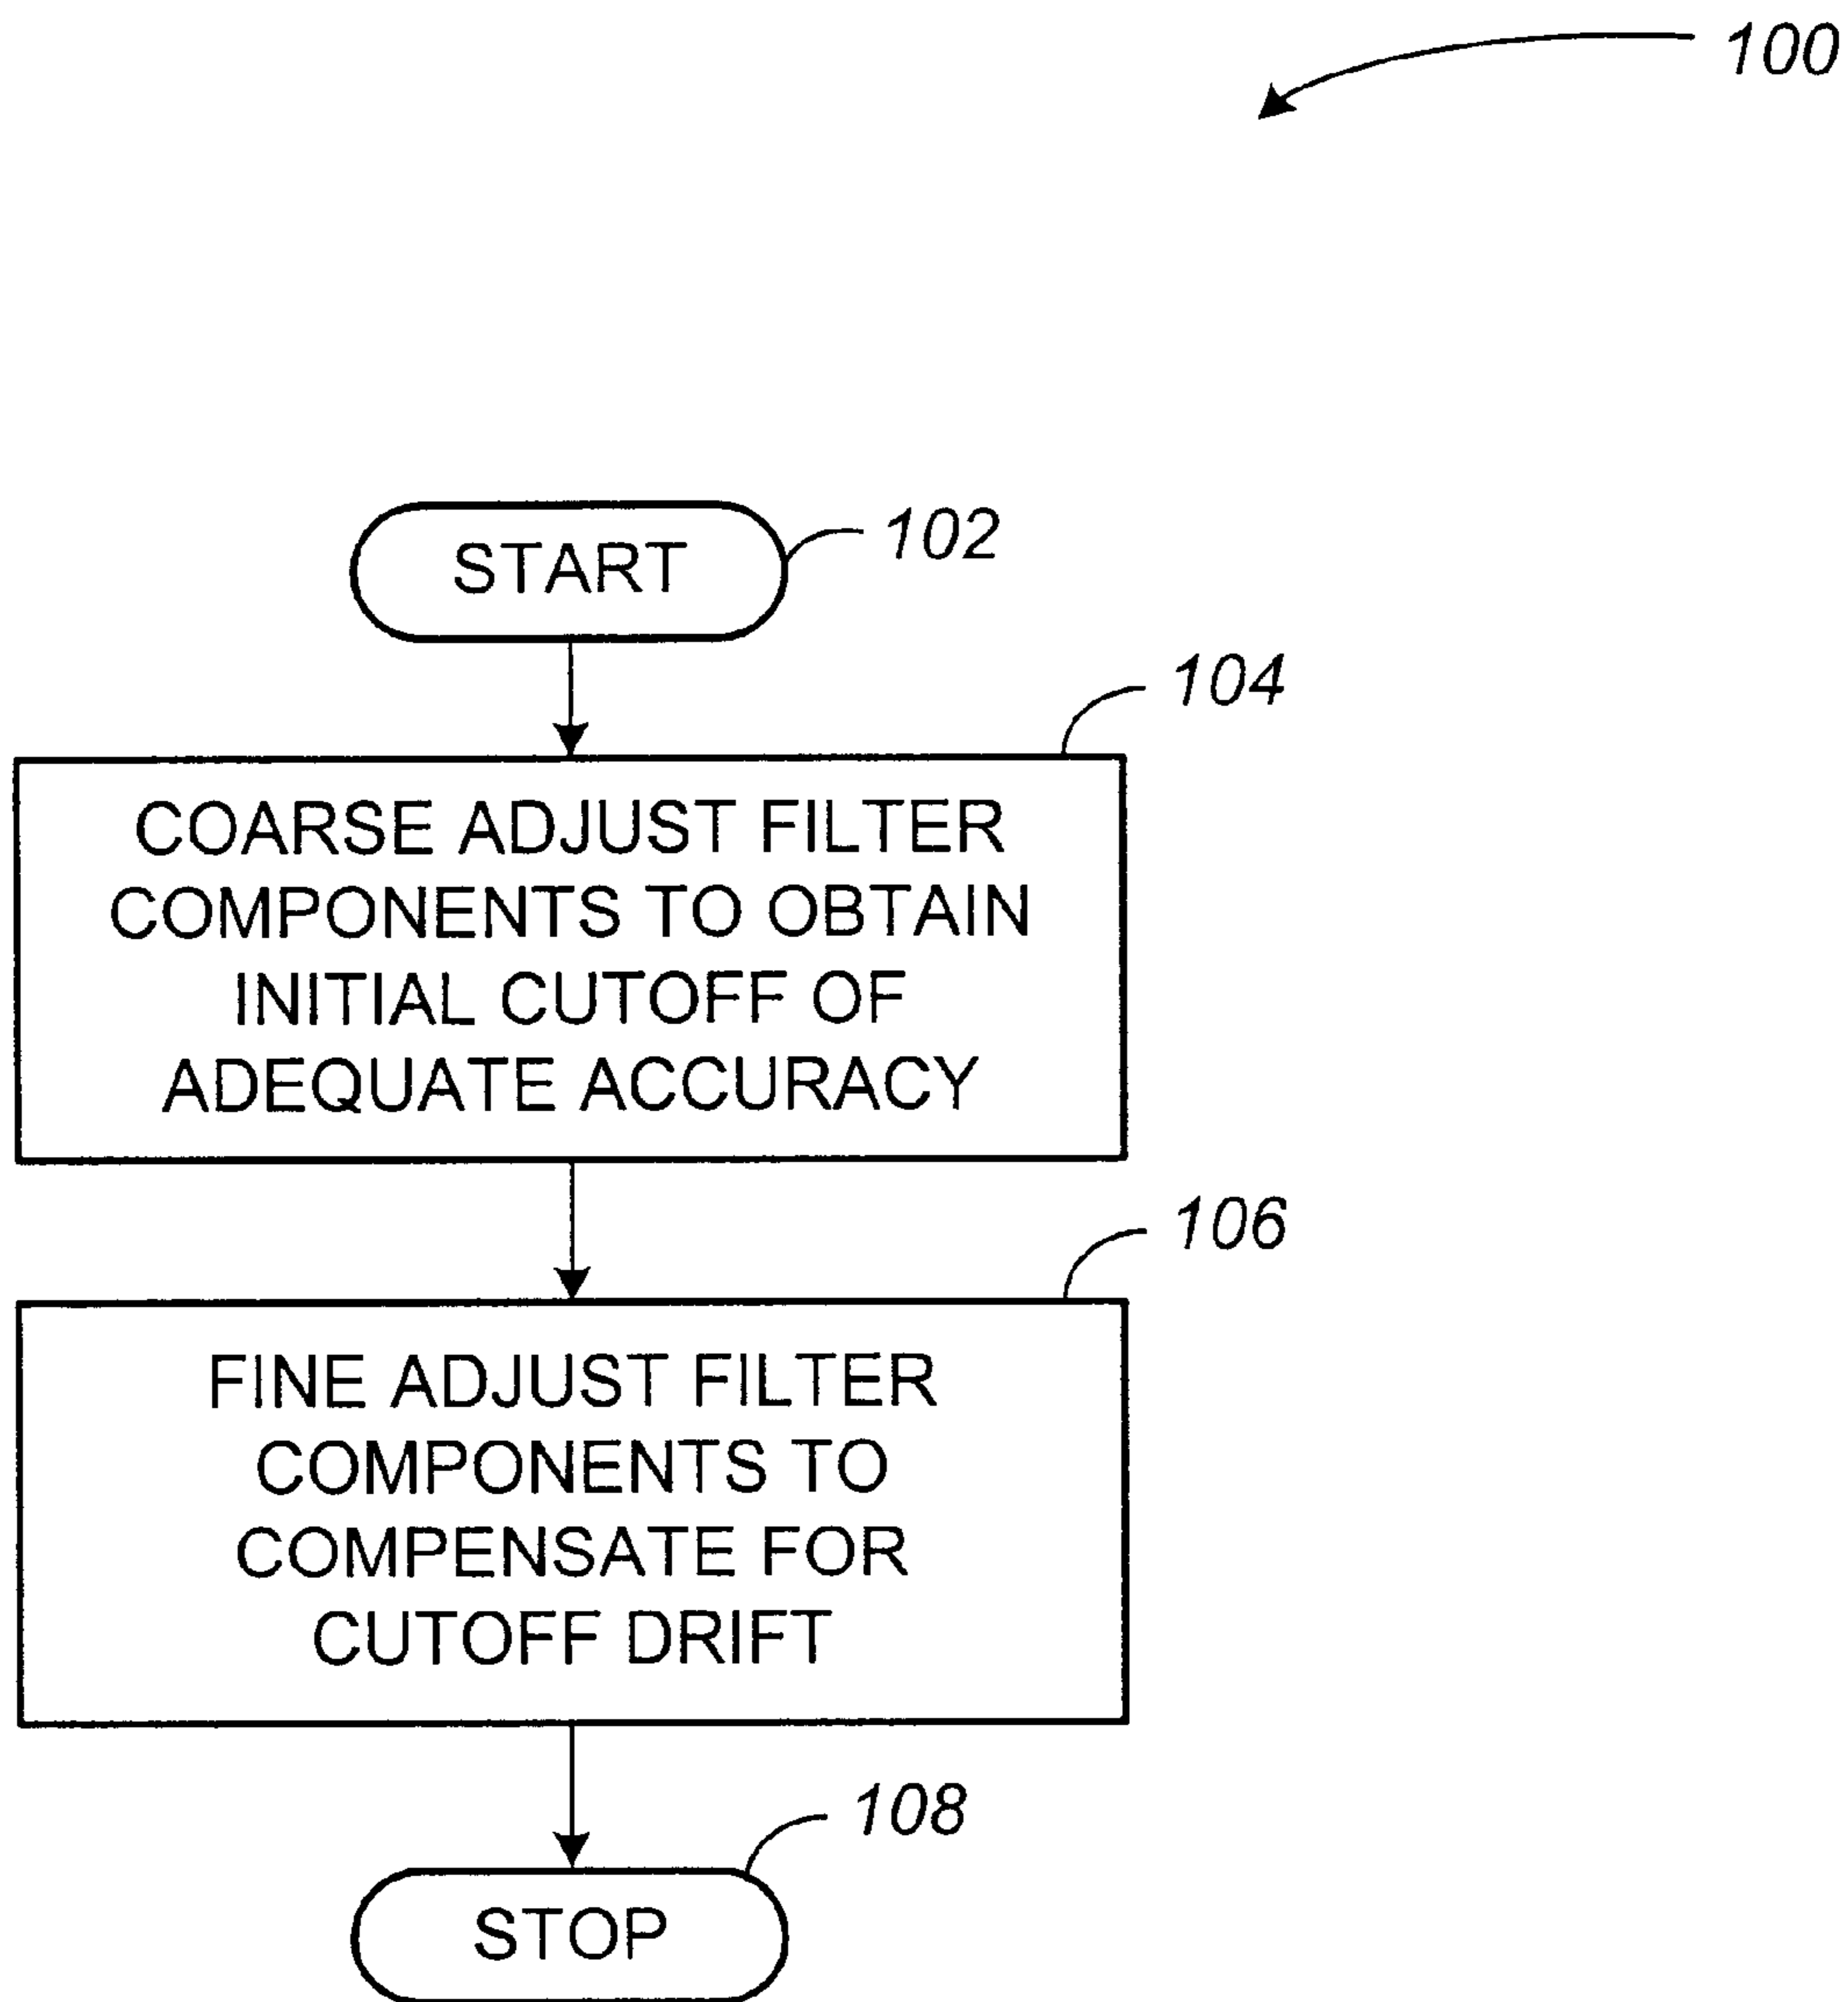 100
START
102
104
COARSE ADJUST FILTER
COMPONENTS TO OBTAIN
INITIAL CUTOFF OF
ADEQUATE ACCURACY
106
FINE ADJUST FILTER
COMPONENTS TO
COMPENSATE FOR
CUTOFF DRIFT
108
STOP